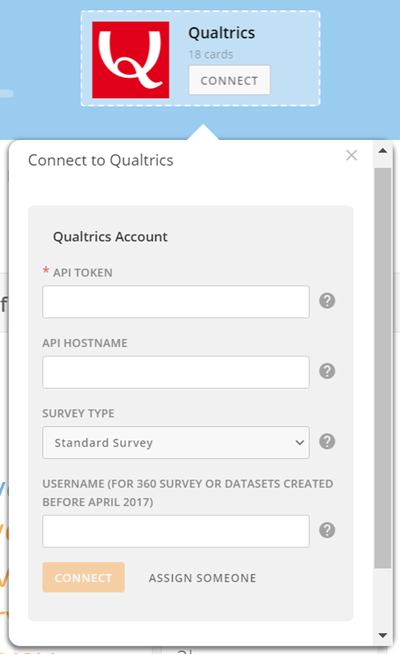 Qualtrics
18 cards
CONNECT
Connect to Qualtrics
Qualtrics Account
* API TOKEN
API HOSTNAME
SURVEY TYPE
Standard Survey
USERNAME (FOR 360 SURVEY OR DATASETS CREATED
BEFORE APRIL 2017)
CONNECT ASSIGN SOMEONE